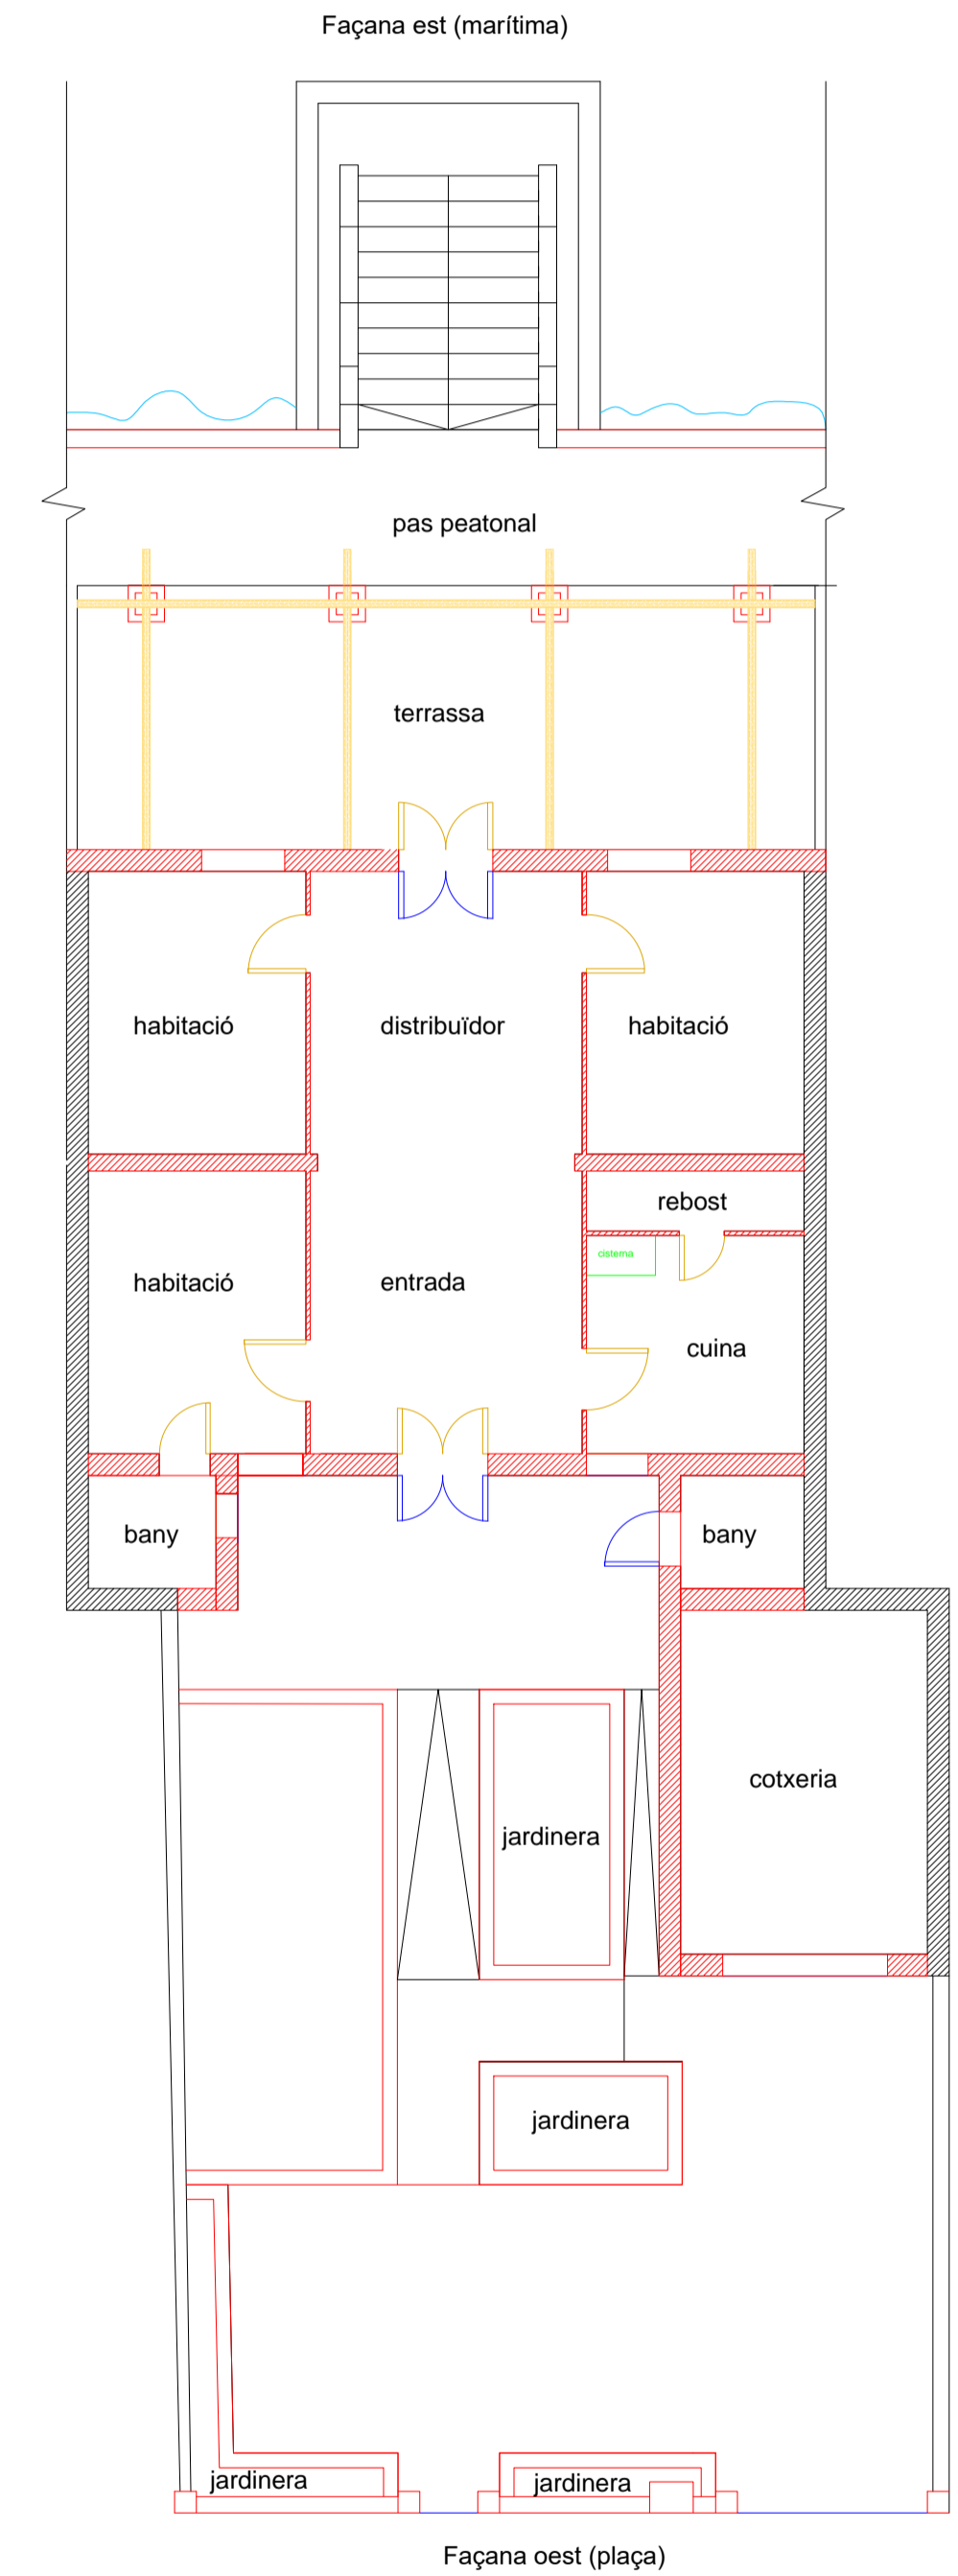 Façana est (marítima)
pas peatonal
terrassa
habitació
distribuïdor
habitació
rebost
cisterna
habitació
entrada
cuina
bany
bany
cotxeria
jardinera
jardinera
jardinera
jardinera
Façana oest (plaça)